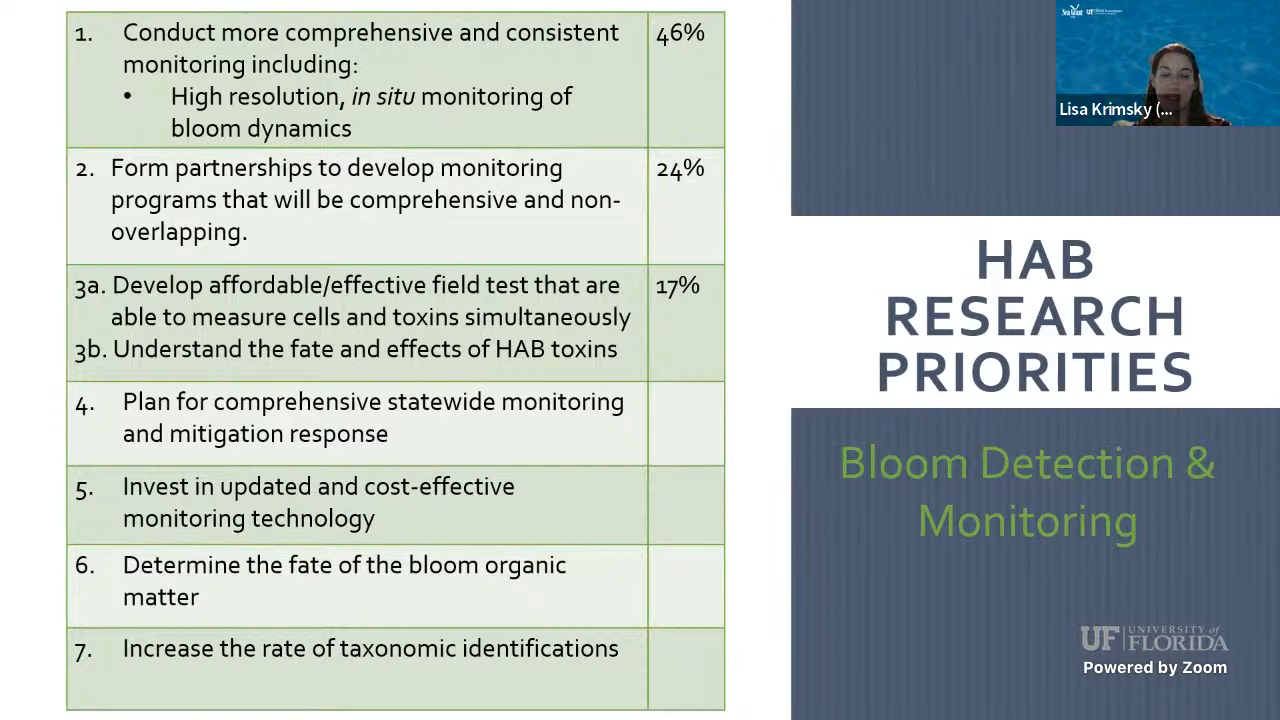 1. Conduct more comprehensive and consistent 46%
monitoring including:
• High resolution, in situ monitoring of
bloom dynamics
2. Form partnerships to develop monitoring 24%
programs that will be comprehensive and non-
overlapping.
3a. Develop affordable/effective field test that are 17%
able to measure cells and toxins simultaneously
3b. Understand the fate and effects of HAB toxins
4. Plan for comprehensive statewide monitoring
and mitigation response
5. Invest in updated and cost-effective
monitoring technology
6. Determine the fate of the bloom organic
matter
7. Increase the rate of taxonomic identifications
Sea Grant UF
Lisa Krimsky (...
HAB
RESEARCH
PRIORITIES
Bloom Detection &
Monitoring
UF UNIVERSITY of
FLORIDA
Powered by Zoom